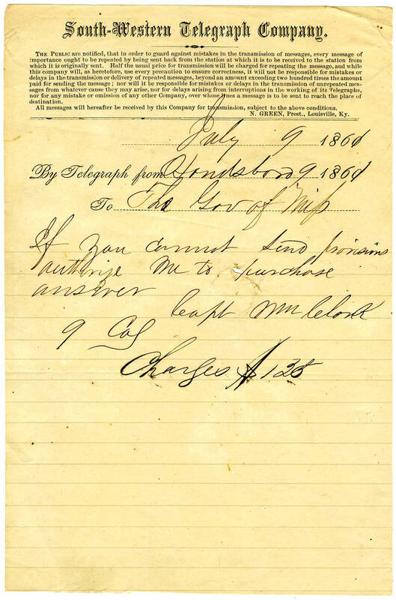 South-Western Telegraph Company.
THE PUBLIC are notified, that in order to guard against mistakes in the transmission of messages, every message of
importance ought to be repeated by being sent back from the station at which it is to be received to the station from
which it is originally sent. Half the usual price for transmission will be charged for repeating the message, and while
this company will, as heretofore, use every precaution to ensure correctness, it will not be responsible for mistakes or
delays in the transmission or delivery of repeated messages, beyond an amount exceeding two hundred times the amount
paid for sending the message; nor will it be responsible for mistakes or delays in the transmission of unrepeated messages
from whatever cause they may arise, nor for delays arising from interruptions in the working of its Telegraphs,
nor for any mistake or omission of any other Company, over whose lines a message is to be sent to reach the place of
destination.
All messages will hereafter be received by this Company for transmission, subject to the above conditions.
N. GREEN, Prest., Louisville, Ky.
July 9 1861
By Telegraph from Handsboro 9 1861
To The Gov of Miss
If you cannot send provisions
authorize Me to purchase
answer
Capt Wm Clark
9 Col
Charges $ 1 25